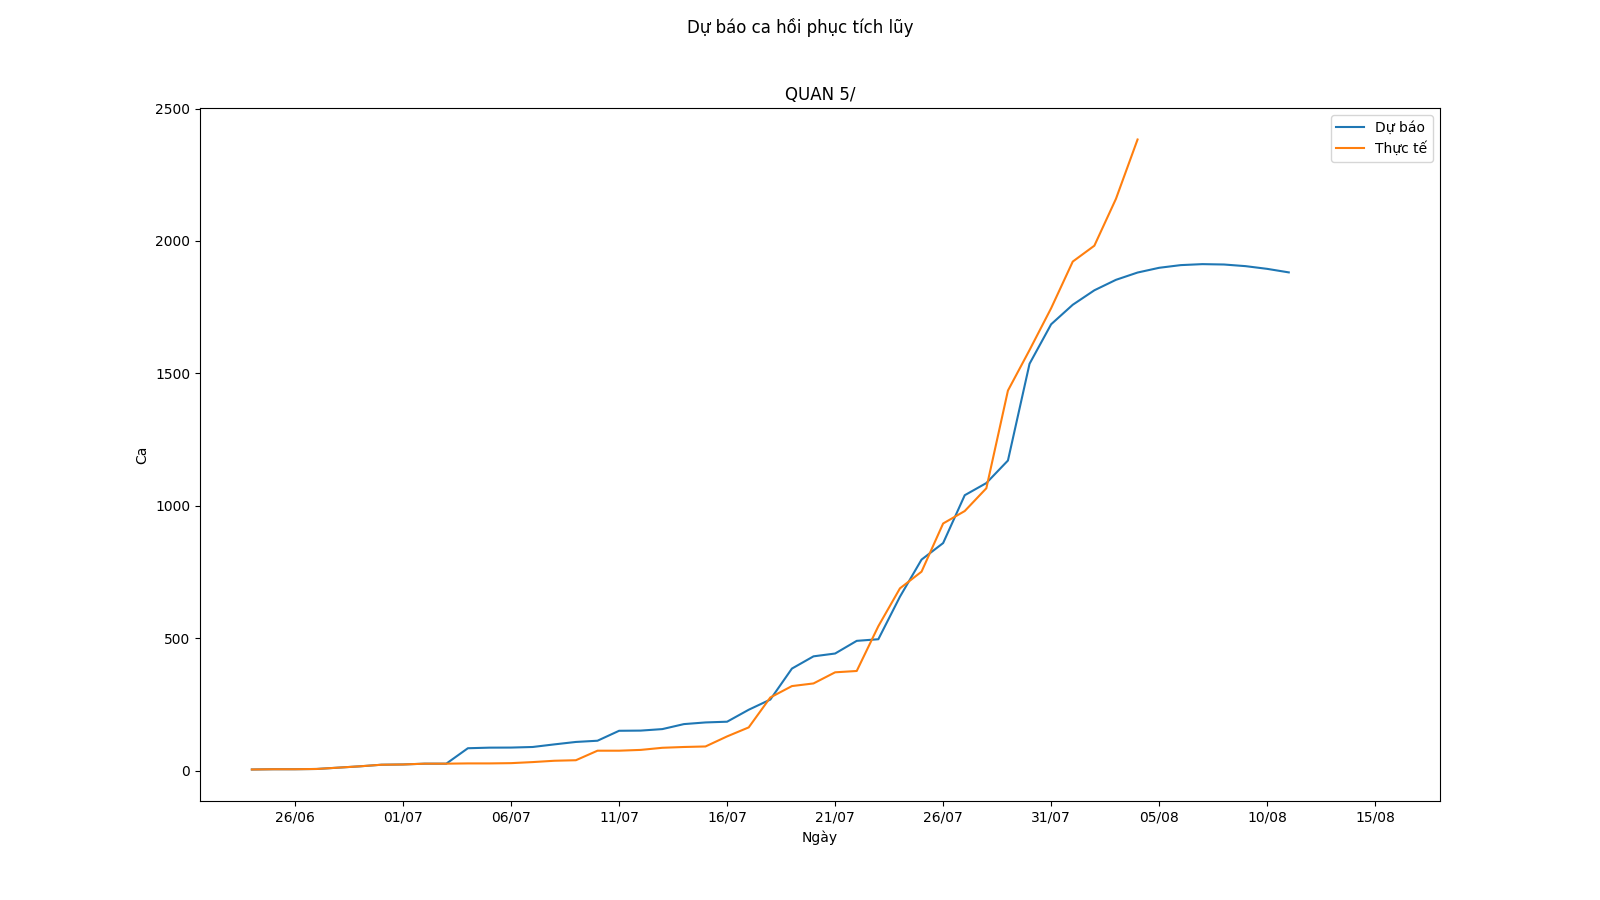 Dự báo ca hồi phục tích lũy
QUAN 5/
2500
2000
1500
1000
500
0
Ca
Dự báo
Thực tế
26/06
01/07
06/07
11/07
16/07
21/07
26/07
31/07
05/08
10/08
15/08
Ngày